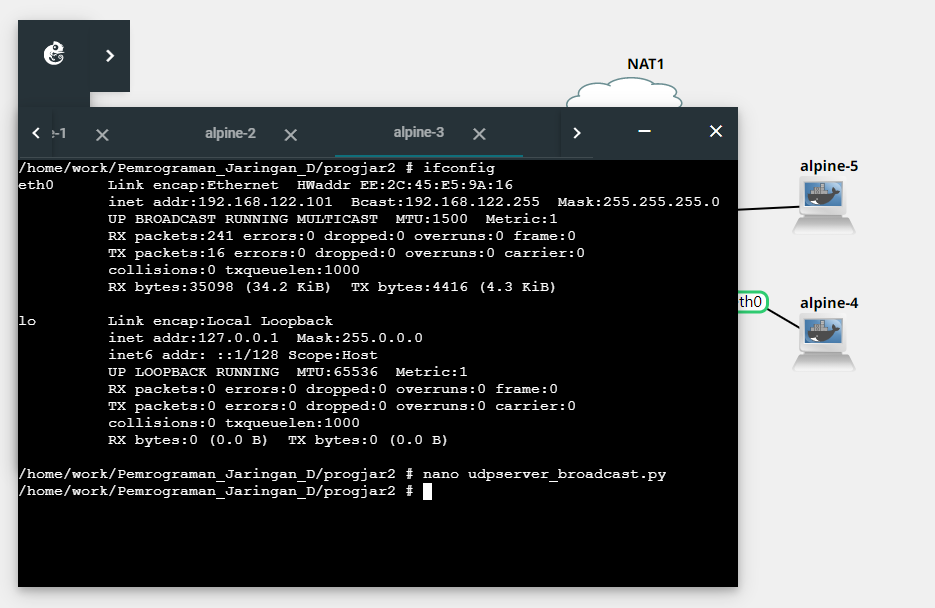 NAT1
e-1
alpine-2
alpine-3
alpine-5
alpine-4
th0
/home/work/Pemrograman_Jaringan_D/progjar2 # ifconfig
eth0      Link encap:Ethernet  HWaddr EE:2C:45:E5:9A:16
          inet addr:192.168.122.101  Bcast:192.168.122.255  Mask:255.255.255.0
          UP BROADCAST RUNNING MULTICAST  MTU:1500  Metric:1
          RX packets:241 errors:0 dropped:0 overruns:0 frame:0
          TX packets:16 errors:0 dropped:0 overruns:0 carrier:0
          collisions:0 txqueuelen:1000
          RX bytes:35098 (34.2 KiB)  TX bytes:4416 (4.3 KiB)
lo        Link encap:Local Loopback
          inet addr:127.0.0.1  Mask:255.0.0.0
          inet6 addr: ::1/128 Scope:Host
          UP LOOPBACK RUNNING  MTU:65536  Metric:1
          RX packets:0 errors:0 dropped:0 overruns:0 frame:0
          TX packets:0 errors:0 dropped:0 overruns:0 carrier:0
          collisions:0 txqueuelen:1000
          RX bytes:0 (0.0 B)  TX bytes:0 (0.0 B)
/home/work/Pemrograman_Jaringan_D/progjar2 # nano udpserver_broadcast.py
/home/work/Pemrograman_Jaringan_D/progjar2 #